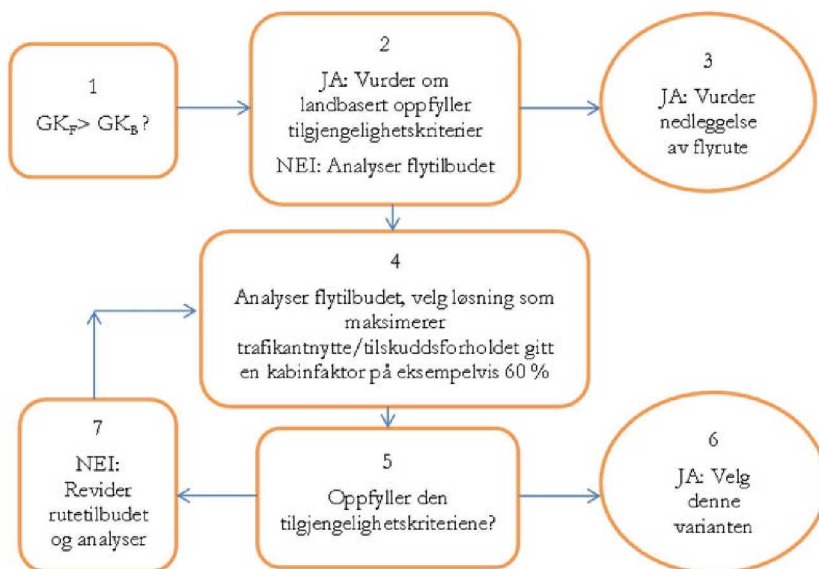 1
GK_F> GK_B?
2
JA: Vurder om
landbasert oppfyller
tilgjengelighetskriterier
NEI: Analyser flytilbudet
3
JA: Vurder
nedleggelse
av flyrute
4
Analyser flytilbudet, velg løsning som
maksimerer
trafikantnytte/tilskuddsforholdet gitt
en kabinfaktor på eksempelvis 60 %
7
NEI:
Revider
rutetilbudet
og analyser
5
Oppfyller den
tilgjengelighetskriteriene?
6
JA: Velg
denne
varianten